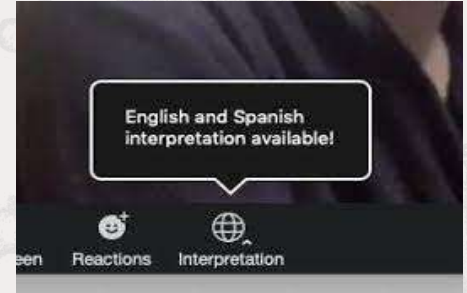 English and Spanish
interpretation available!
een Reactions Interpretation